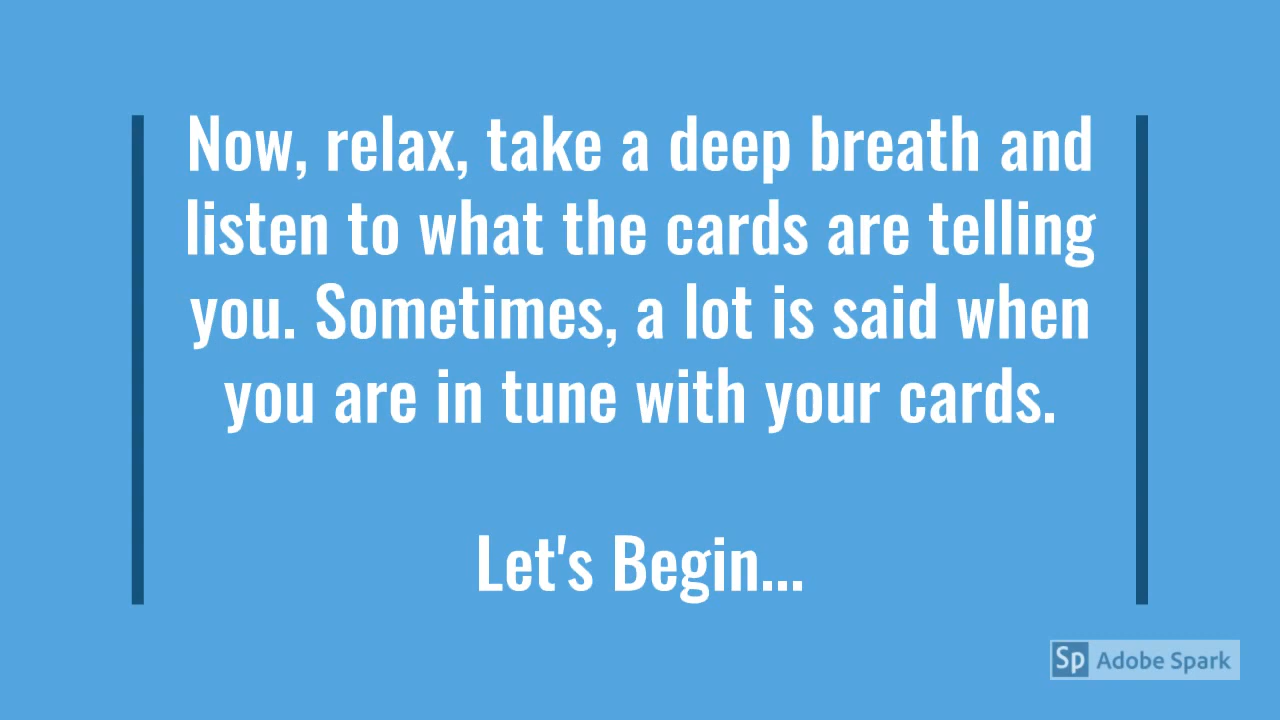 Now, relax, take a deep breath and
listen to what the cards are telling
you. Sometimes, a lot is said when
you are in tune with your cards.
Let's Begin...
Sp Adobe Spark